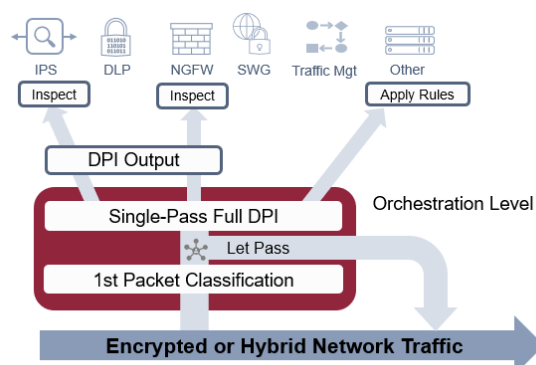 IPS
DLP
NGFW
SWG
Traffic Mgt
Other
Inspect
Inspect
Apply Rules
DPI Output
Single-Pass Full DPI
Orchestration Level
Let Pass
1st Packet Classification
Encrypted or Hybrid Network Traffic